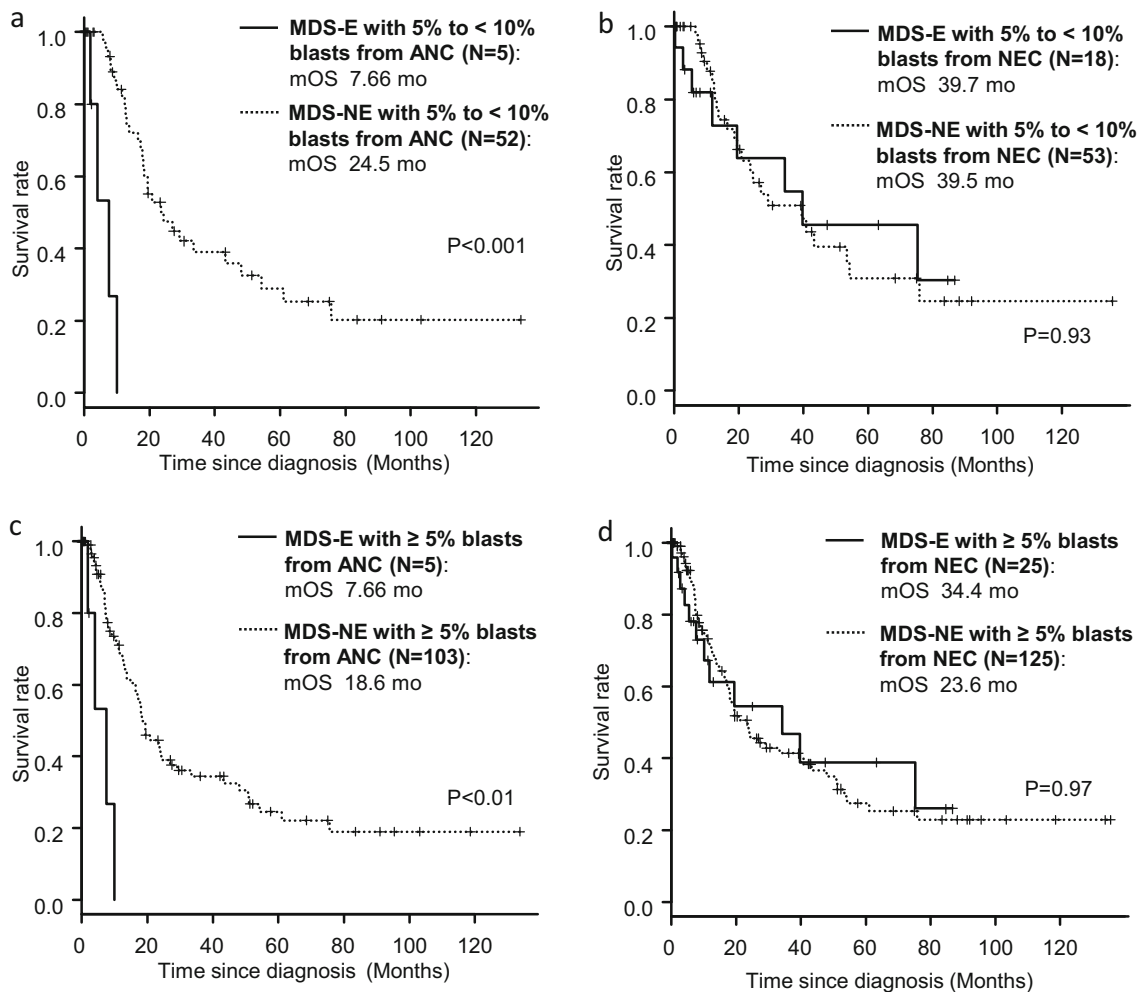 a
MDS-E with 5% to < 10%
blasts from ANC (N=5):
mOS 7.66 mo
MDS-NE with 5% to < 10%
blasts from ANC (N=52):
mOS 24.5 mo
P<0.001
Survival rate
1.0
0.8
0.6
0.4
0.2
0.0
0 20 40 60 80 100 120
Time since diagnosis (Months)
b
MDS-E with 5% to < 10%
blasts from NEC (N=18):
mOS 39.7 mo
MDS-NE with 5% to < 10%
blasts from NEC (N=53):
mOS 39.5 mo
P=0.93
Survival rate
1.0
0.8
0.6
0.4
0.2
0.0
0 20 40 60 80 100 120
Time since diagnosis (Months)
c
MDS-E with ≥ 5% blasts
from ANC (N=5):
mOS 7.66 mo
MDS-NE with ≥ 5% blasts
from ANC (N=103):
mOS 18.6 mo
P<0.01
Survival rate
1.0
0.8
0.6
0.4
0.2
0.0
0 20 40 60 80 100 120
Time since diagnosis (Months)
d
MDS-E with ≥ 5% blasts
from NEC (N=25):
mOS 34.4 mo
MDS-NE with ≥ 5% blasts
from NEC (N=125):
mOS 23.6 mo
P=0.97
Survival rate
1.0
0.8
0.6
0.4
0.2
0.0
0 20 40 60 80 100 120
Time since diagnosis (Months)